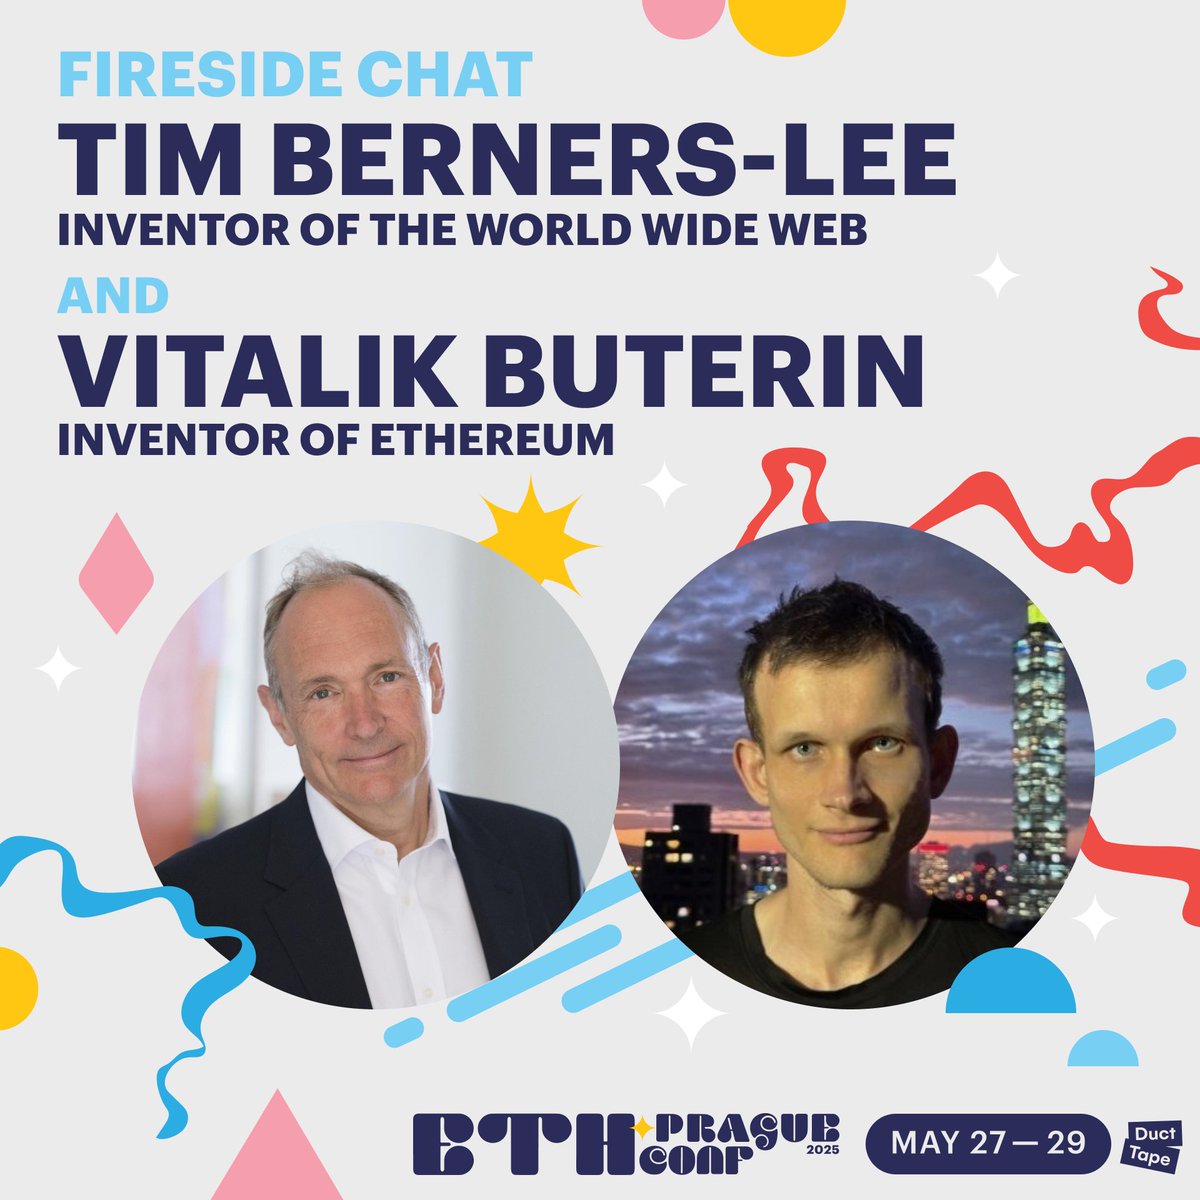 FIRESIDE CHAT
TIM BERNERS-LEE
INVENTOR OF THE WORLD WIDE WEB
AND
VITALIK BUTERIN
INVENTOR OF ETHEREUM
ETH PRAGUE
CONF 2025
MAY 27 — 29
Duct
Tape